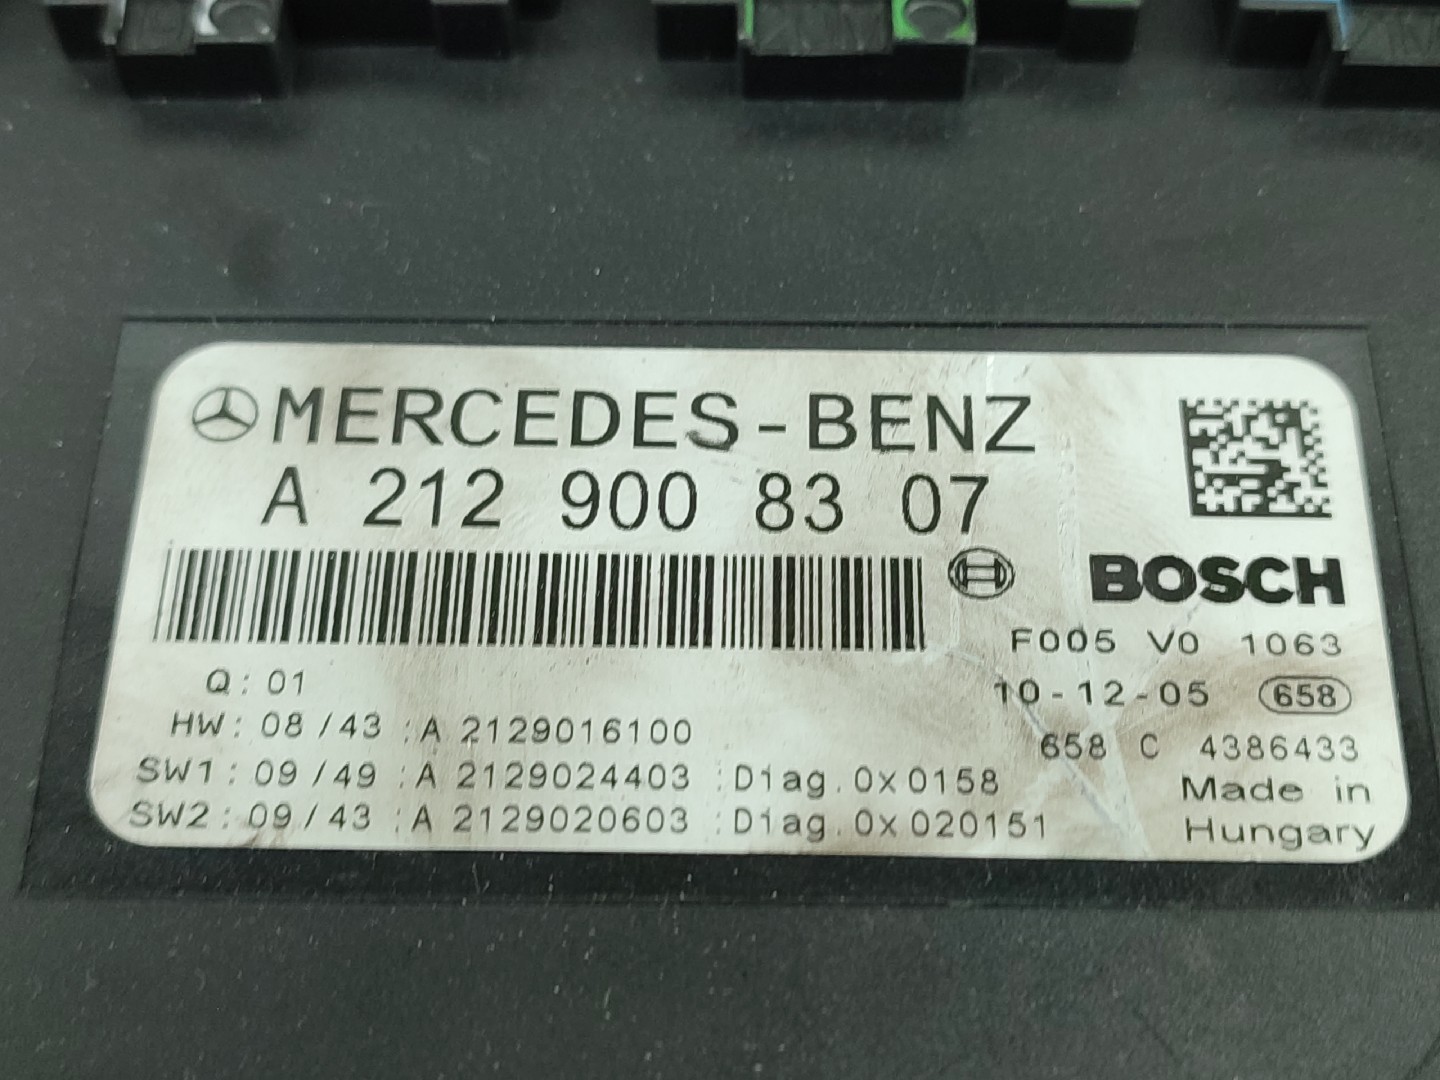 MERCEDES-BENZ
A 212 900 83 07
BOSCH
F005 V0 1063
Q: 01
10-12-05 658
HW: 08/43 :A 2129016100
658 C 4386433
SW1: 09/49 :A 2129024403 :Diag.0x0158
Made in
SW2: 09/43 :A 2129020603 :Diag.0x020151
Hungary